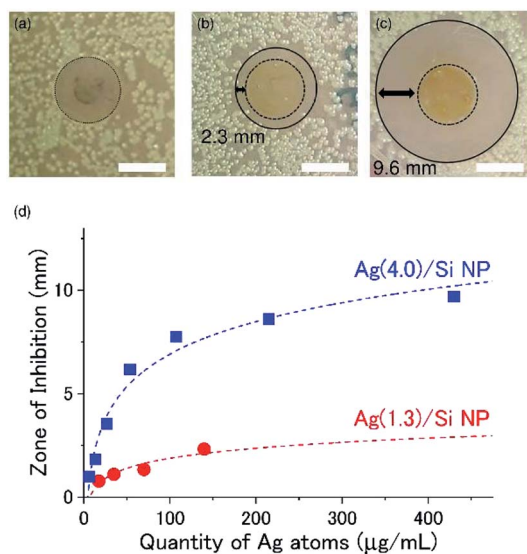 (a)
(b)
(c)
2.3 mm
9.6 mm
(d)
Zone of Inhibition (mm)
10
5
0
Ag(4.0)/Si NP
Ag(1.3)/Si NP
0 100 200 300 400
Quantity of Ag atoms (μg/mL)